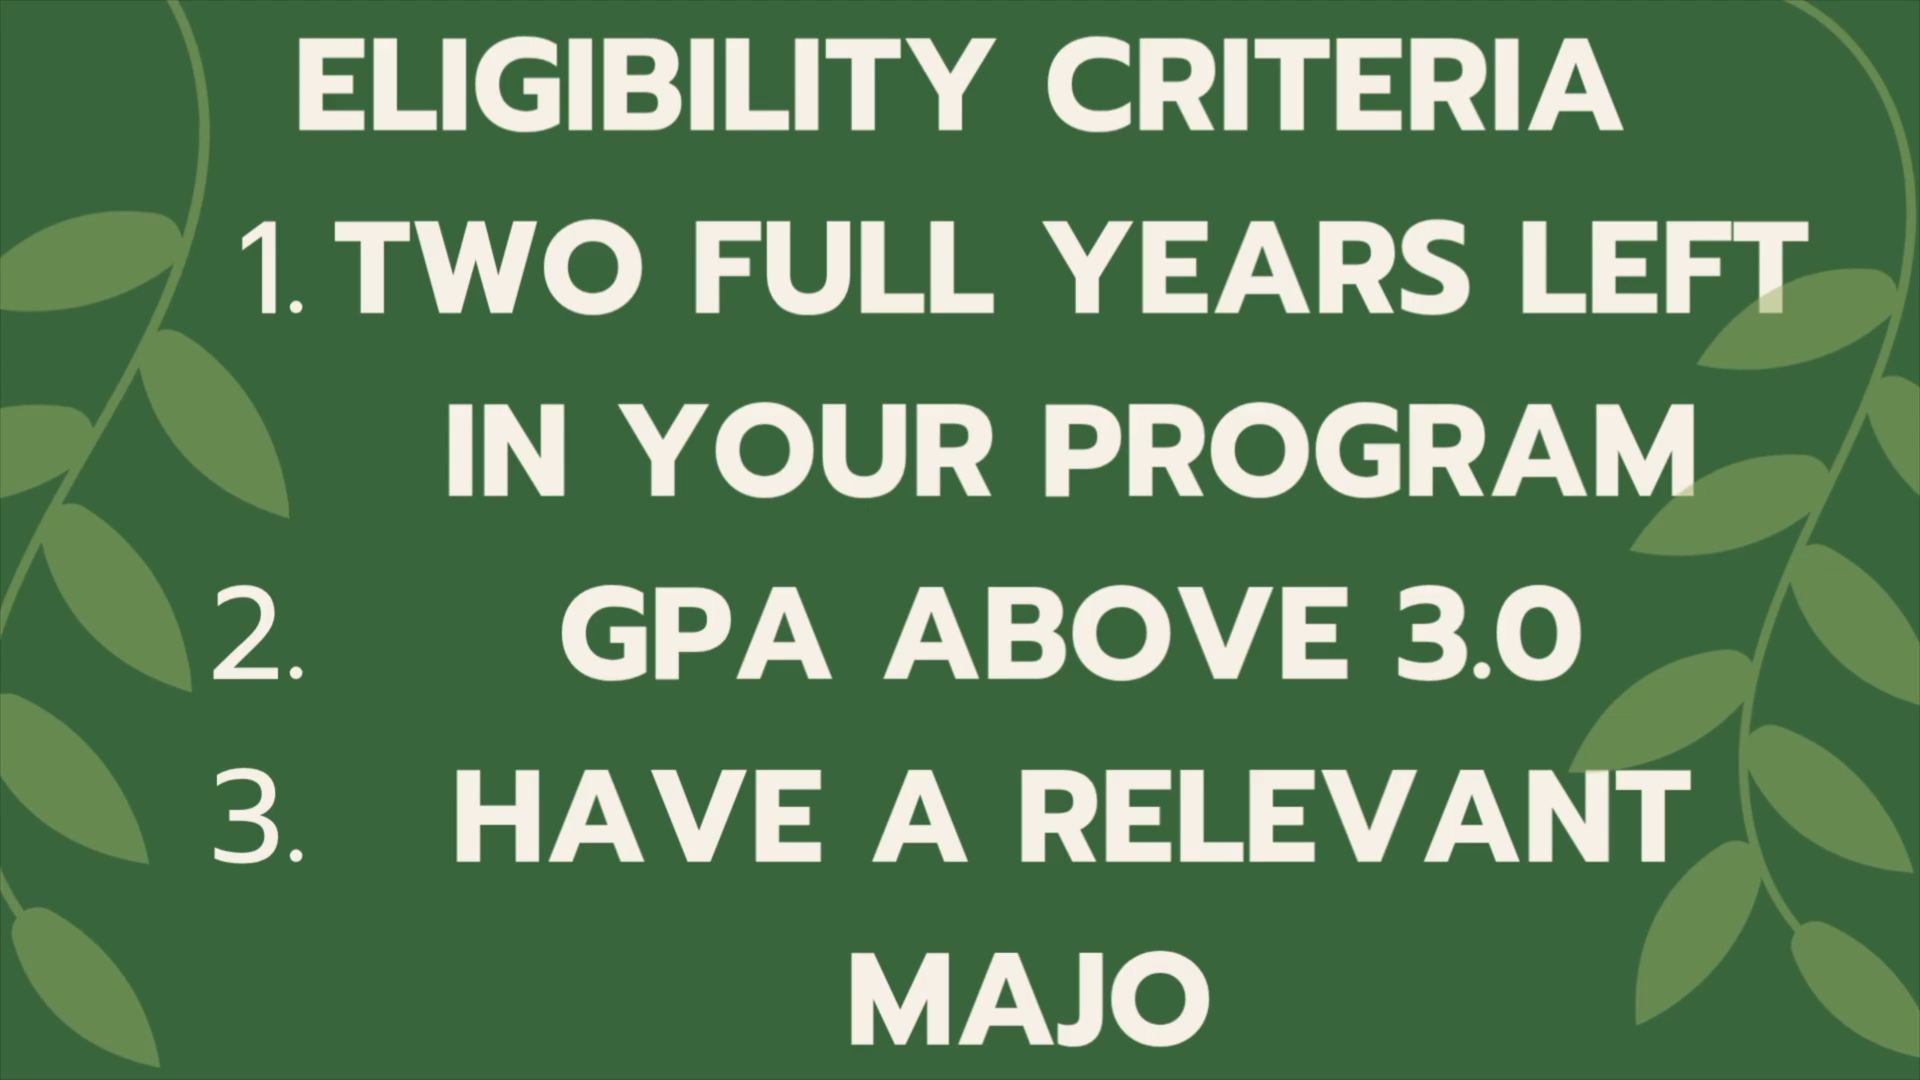 ELIGIBILITY CRITERIA
1. TWO FULL YEARS LEFT
IN YOUR PROGRAM
2. GPA ABOVE 3.0
3. HAVE A RELEVANT
MAJO